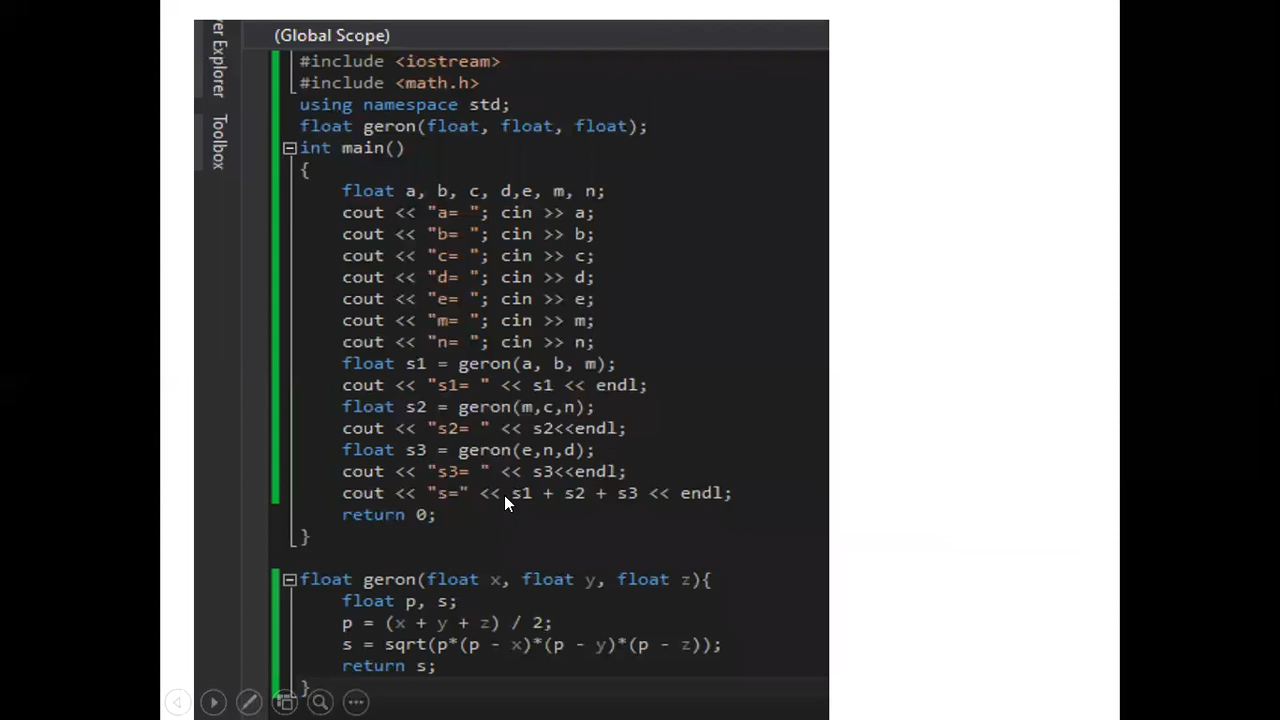 (Global Scope)
er Explorer
Toolbox
#include <iostream>
#include <math.h>
using namespace std;
float geron(float, float, float);
int main()
{
float a, b, c, d,e, m, n;
cout << "a= "; cin >> a;
cout << "b= "; cin >> b;
cout << "c= "; cin >> c;
cout << "d= "; cin >> d;
cout << "e= "; cin >> e;
cout << "m= "; cin >> m;
cout << "n= "; cin >> n;
float s1 = geron(a, b, m);
cout << "s1= " << s1 << endl;
float s2 = geron(m,c,n);
cout << "s2= " << s2<<endl;
float s3 = geron(e,n,d);
cout << "s3= " << s3<<endl;
cout << "s=" << s1 + s2 + s3 << endl;
return 0;
}
float geron(float x, float y, float z){
float p, s;
p = (x + y + z) / 2;
s = sqrt(p*(p - x)*(p - y)*(p - z));
return s;
}